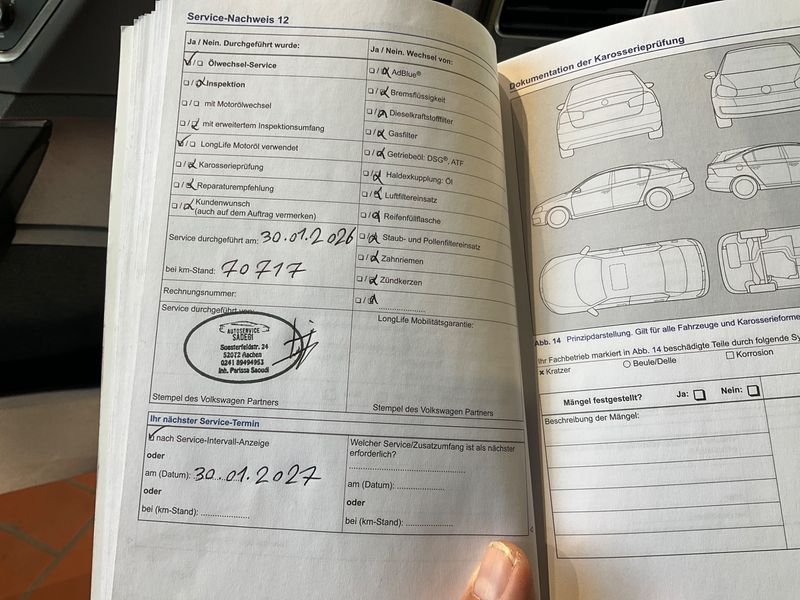 Service-Nachweis 12
Ja / Nein. Durchgeführt wurde:
Ölwechsel-Service
Inspektion
mit Motorölwechsel
mit erweitertem Inspektionsumfang
LongLife Motoröl verwendet
Karosserieprüfung
Reparaturempfehlung
Kundenwunsch
(auch auf dem Auftrag vermerken)
Service durchgeführt am: 30.01.2026
bei km-Stand: 70717
Rechnungsnummer:
Service durchgeführt von:
AUTOSERVICE
SADEGI
Soesterfeldstr. 24
52072 Aachen
0241 89494953
Inh. Parissa Saoudi
Stempel des Volkswagen Partners
Ja / Nein. Wechsel von:
AdBlue®
Bremsflüssigkeit
Dieselkraftstofffilter
Gasfilter
Getriebeöl: DSG®, ATF
Haldexkupplung: Öl
Luftfiltereinsatz
Reifenfüllflasche
Staub- und Pollenfiltereinsatz
Zahnriemen
Zündkerzen
LongLife Mobilitätsgarantie:
Stempel des Volkswagen Partners
Ihr nächster Service-Termin
nach Service-Intervall-Anzeige
oder
am (Datum): 30.01.2027
oder
bei (km-Stand):
Welcher Service/Zusatzumfang ist als nächster
erforderlich?
am (Datum):
oder
bei (km-Stand):
Dokumentation der Karosserieprüfung
Abb. 14 Prinzipdarstellung. Gilt für alle Fahrzeuge und Karosserieforme
Ihr Fachbetrieb markiert in Abb. 14 beschädigte Teile durch folgende Sy
x Kratzer
Beule/Delle
Korrosion
Mängel festgestellt? Ja: Nein:
Beschreibung der Mängel: